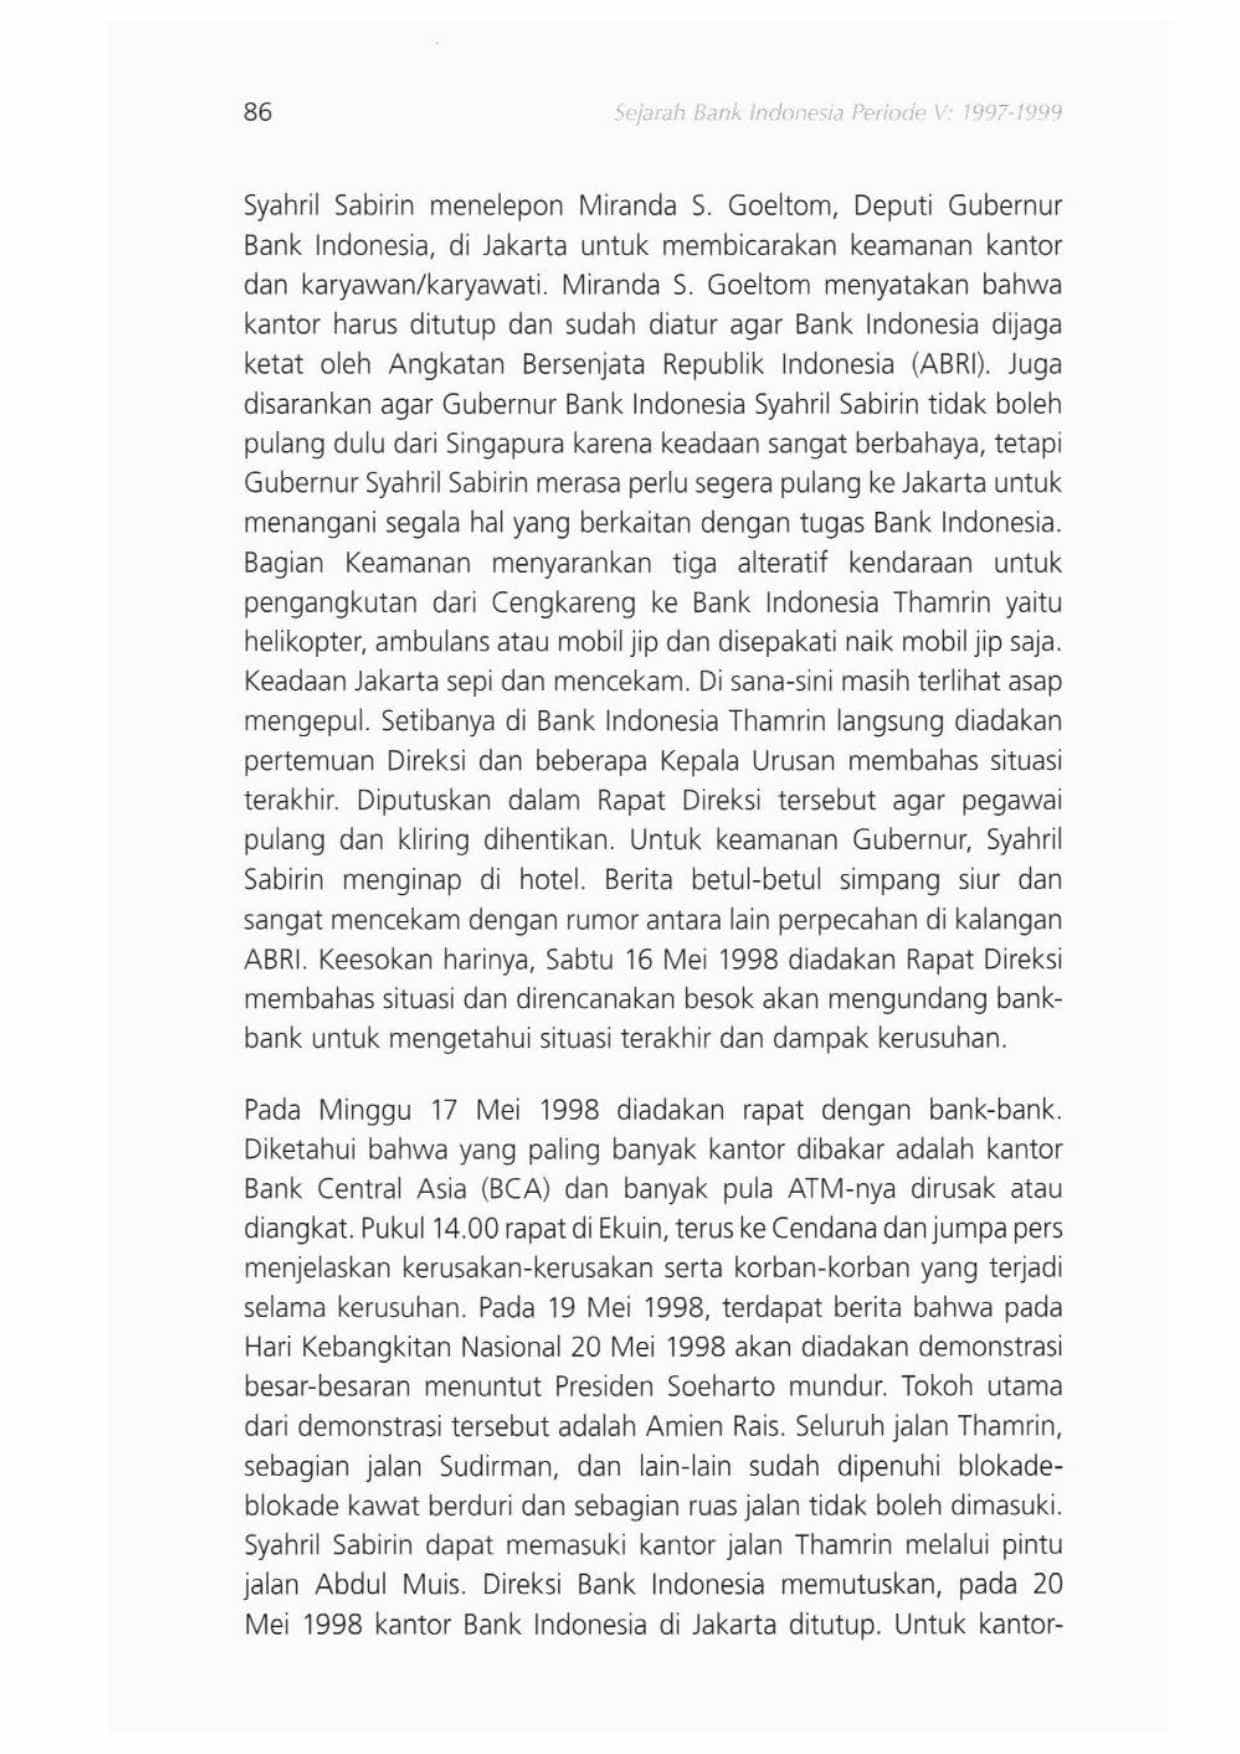 86
Sejarah Bank Indonesia Periode V: 1997-1999
Syahril Sabirin menelepon Miranda S. Goeltom, Deputi Gubernur
Bank Indonesia, di Jakarta untuk membicarakan keamanan kantor
dan karyawan/karyawati. Miranda S. Goeltom menyatakan bahwa
kantor harus ditutup dan sudah diatur agar Bank Indonesia dijaga
ketat oleh Angkatan Bersenjata Republik Indonesia (ABRI). Juga
disarankan agar Gubernur Bank Indonesia Syahril Sabirin tidak boleh
pulang dulu dari Singapura karena keadaan sangat berbahaya, tetapi
Gubernur Syahril Sabirin merasa perlu segera pulang ke Jakarta untuk
menangani segala hal yang berkaitan dengan tugas Bank Indonesia.
Bagian Keamanan menyarankan tiga alteratif kendaraan untuk
pengangkutan dari Cengkareng ke Bank Indonesia Thamrin yaitu
helikopter, ambulans atau mobil jip dan disepakati naik mobil jip saja.
Keadaan Jakarta sepi dan mencekam. Di sana-sini masih terlihat asap
mengepul. Setibanya di Bank Indonesia Thamrin langsung diadakan
pertemuan Direksi dan beberapa Kepala Urusan membahas situasi
terakhir. Diputuskan dalam Rapat Direksi tersebut agar pegawai
pulang dan kliring dihentikan. Untuk keamanan Gubernur, Syahril
Sabirin menginap di hotel. Berita betul-betul simpang siur dan
sangat mencekam dengan rumor antara lain perpecahan di kalangan
ABRI. Keesokan harinya, Sabtu 16 Mei 1998 diadakan Rapat Direksi
membahas situasi dan direncanakan besok akan mengundang bank-
bank untuk mengetahui situasi terakhir dan dampak kerusuhan.
Pada Minggu 17 Mei 1998 diadakan rapat dengan bank-bank.
Diketahui bahwa yang paling banyak kantor dibakar adalah kantor
Bank Central Asia (BCA) dan banyak pula ATM-nya dirusak atau
diangkat. Pukul 14.00 rapat di Ekuin, terus ke Cendana dan jumpa pers
menjelaskan kerusakan-kerusakan serta korban-korban yang terjadi
selama kerusuhan. Pada 19 Mei 1998, terdapat berita bahwa pada
Hari Kebangkitan Nasional 20 Mei 1998 akan diadakan demonstrasi
besar-besaran menuntut Presiden Soeharto mundur. Tokoh utama
dari demonstrasi tersebut adalah Amien Rais. Seluruh jalan Thamrin,
sebagian jalan Sudirman, dan lain-lain sudah dipenuhi blokade-
blokade kawat berduri dan sebagian ruas jalan tidak boleh dimasuki.
Syahril Sabirin dapat memasuki kantor jalan Thamrin melalui pintu
jalan Abdul Muis. Direksi Bank Indonesia memutuskan, pada 20
Mei 1998 kantor Bank Indonesia di Jakarta ditutup. Untuk kantor-